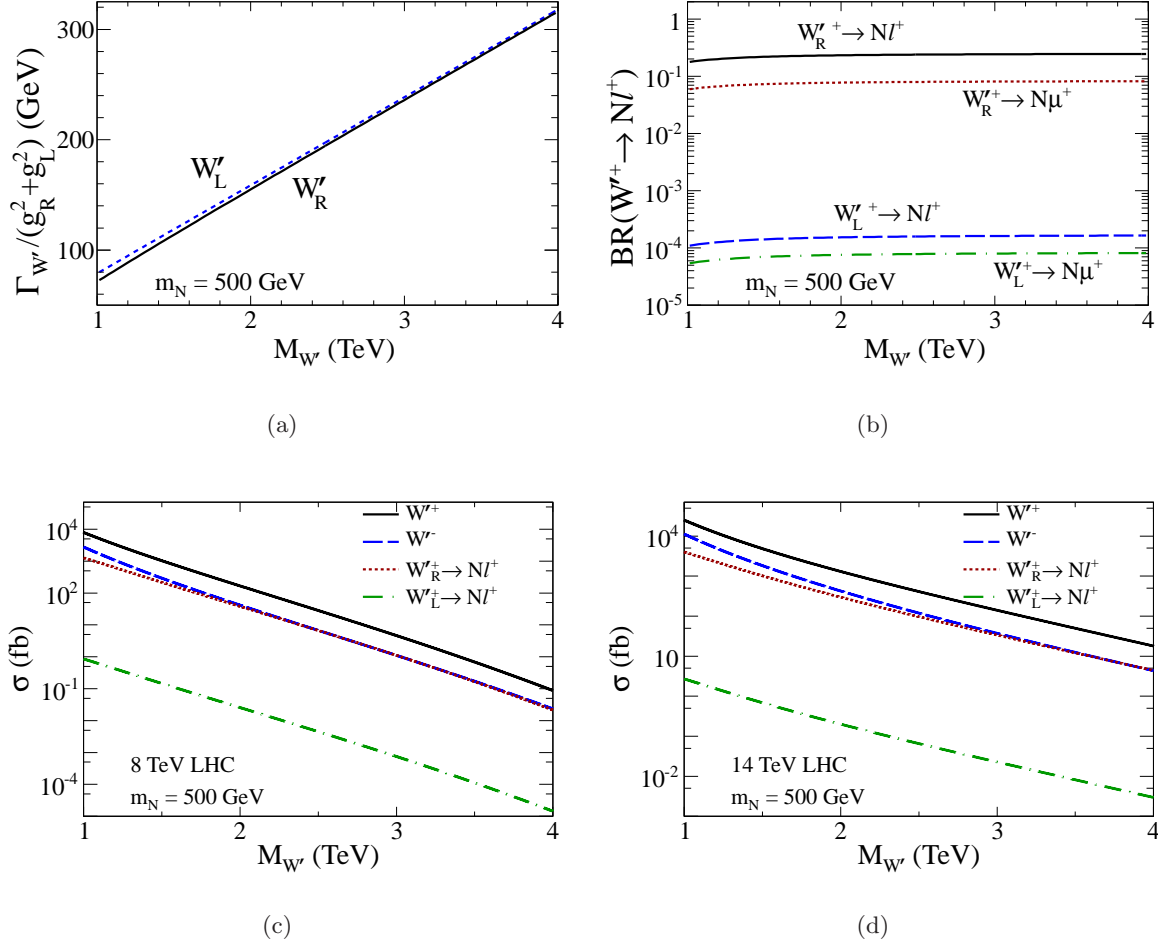 Γ_W′/(g_R^2+g_L^2) (GeV)
320
240
160
80
W′_L
W′_R
m_N = 500 GeV
1 2 3 4
M_W′ (TeV)
(a)
BR(W′^+→ Nl^+)
1
10^-1
10^-2
10^-3
10^-4
10^-5
W′_R^+→ Nl^+
W′_R^+→ Nμ^+
W′_L^+→ Nl^+
W′_L^+→ Nμ^+
m_N = 500 GeV
1 2 3 4
M_W′ (TeV)
(b)
σ (fb)
10^4
10^2
10^-1
10^-4
W′^+
W′^-
W′_R^+→ Nl^+
W′_L^+→ Nl^+
8 TeV LHC
m_N = 500 GeV
1 2 3 4
M_W′ (TeV)
(c)
σ (fb)
10^4
10
10^-2
W′^+
W′^-
W′_R^+→ Nl^+
W′_L^+→ Nl^+
14 TeV LHC
m_N = 500 GeV
1 2 3 4
M_W′ (TeV)
(d)